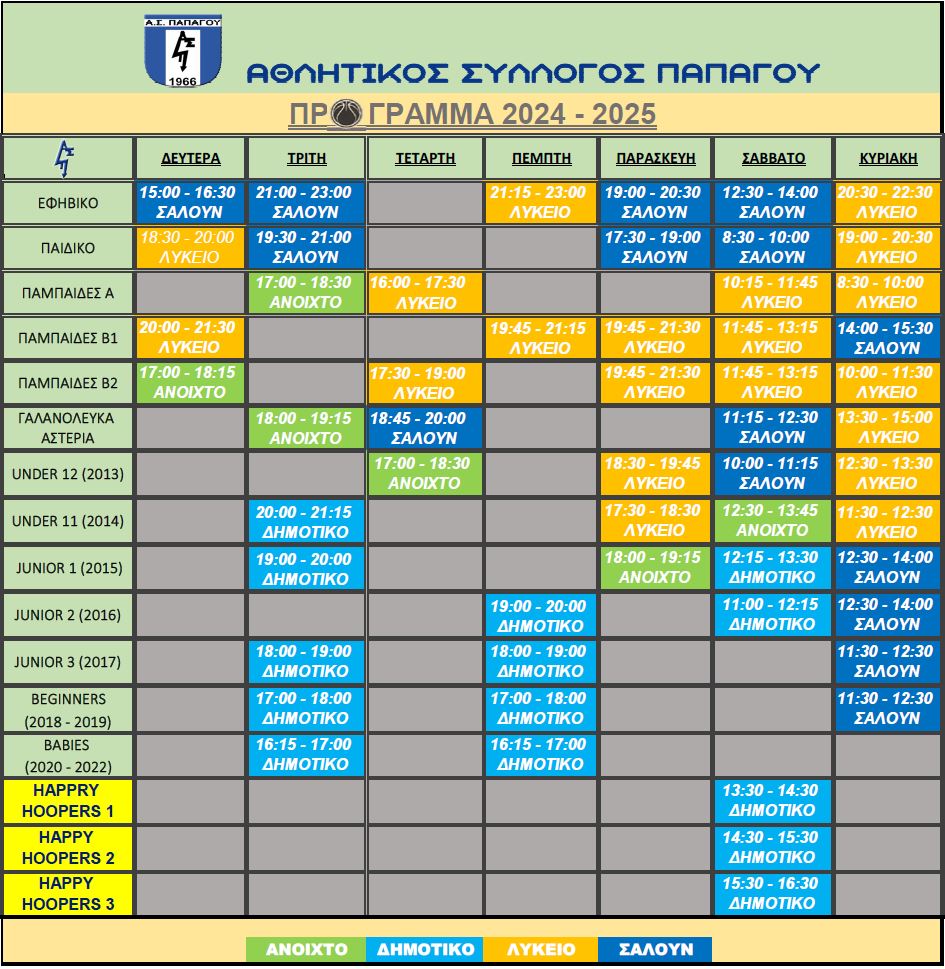 Α.Σ. ΠΑΠΑΓΟΥ
1966
ΑΘΛΗΤΙΚΟΣ ΣΥΛΛΟΓΟΣ ΠΑΠΑΓΟΥ
ΠΡ ΓΡΑΜΜΑ 2024 - 2025
ΔΕΥΤΕΡΑ ΤΡΙΤΗ ΤΕΤΑΡΤΗ ΠΕΜΠΤΗ ΠΑΡΑΣΚΕΥΗ ΣΑΒΒΑΤΟ ΚΥΡΙΑΚΗ
ΕΦΗΒΙΚΟ
15:00 - 16:30 21:00 - 23:00 21:15 - 23:00 19:00 - 20:30 12:30 - 14:00 20:30 - 22:30
ΣΑΛΟΥΝ ΣΑΛΟΥΝ ΛΥΚΕΙΟ ΣΑΛΟΥΝ ΣΑΛΟΥΝ ΛΥΚΕΙΟ
ΠΑΙΔΙΚΟ
18:30 - 20:00 19:30 - 21:00 17:30 - 19:00 8:30 - 10:00 19:00 - 20:30
ΛΥΚΕΙΟ ΣΑΛΟΥΝ ΣΑΛΟΥΝ ΣΑΛΟΥΝ ΛΥΚΕΙΟ
ΠΑΜΠΑΙΔΕΣ Α
17:00 - 18:30 16:00 - 17:30 10:15 - 11:45 8:30 - 10:00
ΑΝΟΙΧΤΟ ΛΥΚΕΙΟ ΛΥΚΕΙΟ ΛΥΚΕΙΟ
ΠΑΜΠΑΙΔΕΣ Β1
20:00 - 21:30 19:45 - 21:15 19:45 - 21:30 11:45 - 13:15 14:00 - 15:30
ΛΥΚΕΙΟ ΛΥΚΕΙΟ ΛΥΚΕΙΟ ΛΥΚΕΙΟ ΣΑΛΟΥΝ
ΠΑΜΠΑΙΔΕΣ Β2
17:00 - 18:15 17:30 - 19:00 19:45 - 21:30 11:45 - 13:15 10:00 - 11:30
ΑΝΟΙΧΤΟ ΛΥΚΕΙΟ ΛΥΚΕΙΟ ΛΥΚΕΙΟ ΛΥΚΕΙΟ
ΓΑΛΑΝΟΛΕΥΚΑ
ΑΣΤΕΡΙΑ
18:00 - 19:15 18:45 - 20:00 11:15 - 12:30 13:30 - 15:00
ΑΝΟΙΧΤΟ ΣΑΛΟΥΝ ΣΑΛΟΥΝ ΛΥΚΕΙΟ
UNDER 12 (2013)
17:00 - 18:30 18:30 - 19:45 10:00 - 11:15 12:30 - 13:30
ΑΝΟΙΧΤΟ ΛΥΚΕΙΟ ΣΑΛΟΥΝ ΛΥΚΕΙΟ
UNDER 11 (2014)
20:00 - 21:15 17:30 - 18:30 12:30 - 13:45 11:30 - 12:30
ΔΗΜΟΤΙΚΟ ΛΥΚΕΙΟ ΑΝΟΙΧΤΟ ΛΥΚΕΙΟ
JUNIOR 1 (2015)
19:00 - 20:00 18:00 - 19:15 12:15 - 13:30 12:30 - 14:00
ΔΗΜΟΤΙΚΟ ΑΝΟΙΧΤΟ ΔΗΜΟΤΙΚΟ ΣΑΛΟΥΝ
JUNIOR 2 (2016)
19:00 - 20:00 11:00 - 12:15 12:30 - 14:00
ΔΗΜΟΤΙΚΟ ΔΗΜΟΤΙΚΟ ΣΑΛΟΥΝ
JUNIOR 3 (2017)
18:00 - 19:00 18:00 - 19:00 11:30 - 12:30
ΔΗΜΟΤΙΚΟ ΔΗΜΟΤΙΚΟ ΣΑΛΟΥΝ
BEGINNERS
(2018 - 2019)
17:00 - 18:00 17:00 - 18:00 11:30 - 12:30
ΔΗΜΟΤΙΚΟ ΔΗΜΟΤΙΚΟ ΣΑΛΟΥΝ
BABIES
(2020 - 2022)
16:15 - 17:00 16:15 - 17:00
ΔΗΜΟΤΙΚΟ ΔΗΜΟΤΙΚΟ
HAPPRY
HOOPERS 1
13:30 - 14:30
ΔΗΜΟΤΙΚΟ
HAPPY
HOOPERS 2
14:30 - 15:30
ΔΗΜΟΤΙΚΟ
HAPPY
HOOPERS 3
15:30 - 16:30
ΔΗΜΟΤΙΚΟ
ΑΝΟΙΧΤΟ ΔΗΜΟΤΙΚΟ ΛΥΚΕΙΟ ΣΑΛΟΥΝ